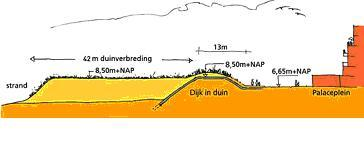 13m
42 m duinverbreding
8,50m+NAP
8,50m+NAP
6,65m+NAP
strand
Dijk in duin
Palaceplein